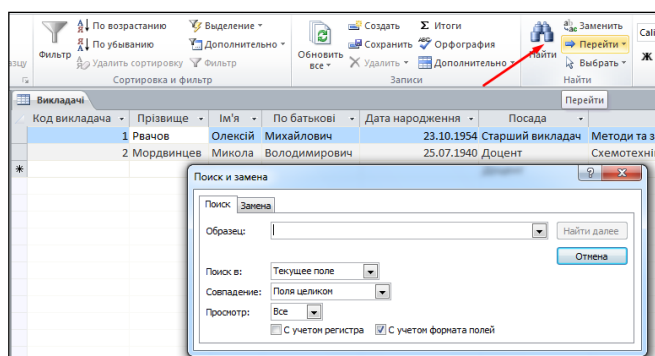 По возрастанию Выделение Создать Σ Итоги Заменить Cali
По убыванию Дополнительно Сохранить Орфография Перейти
Фильтр Удалить сортировку Фильтр Обновить все Удалить Дополнительно Найти Выбрать Ж
Сортировка и фильтр Записи Найти
Викладачі Перейти
Код викладача Прізвище Ім'я По батькові Дата народження Посада
1 Рвачов Олексій Михайлович 23.10.1954 Старший викладач Методи та з
2 Мордвинцев Микола Володимирович 25.07.1940 Доцент Схемотехні
Поиск и замена
Поиск Замена
Образец: Найти далее
Отмена
Поиск в: Текущее поле
Совпадение: Поля целиком
Просмотр: Все
С учетом регистра С учетом формата полей